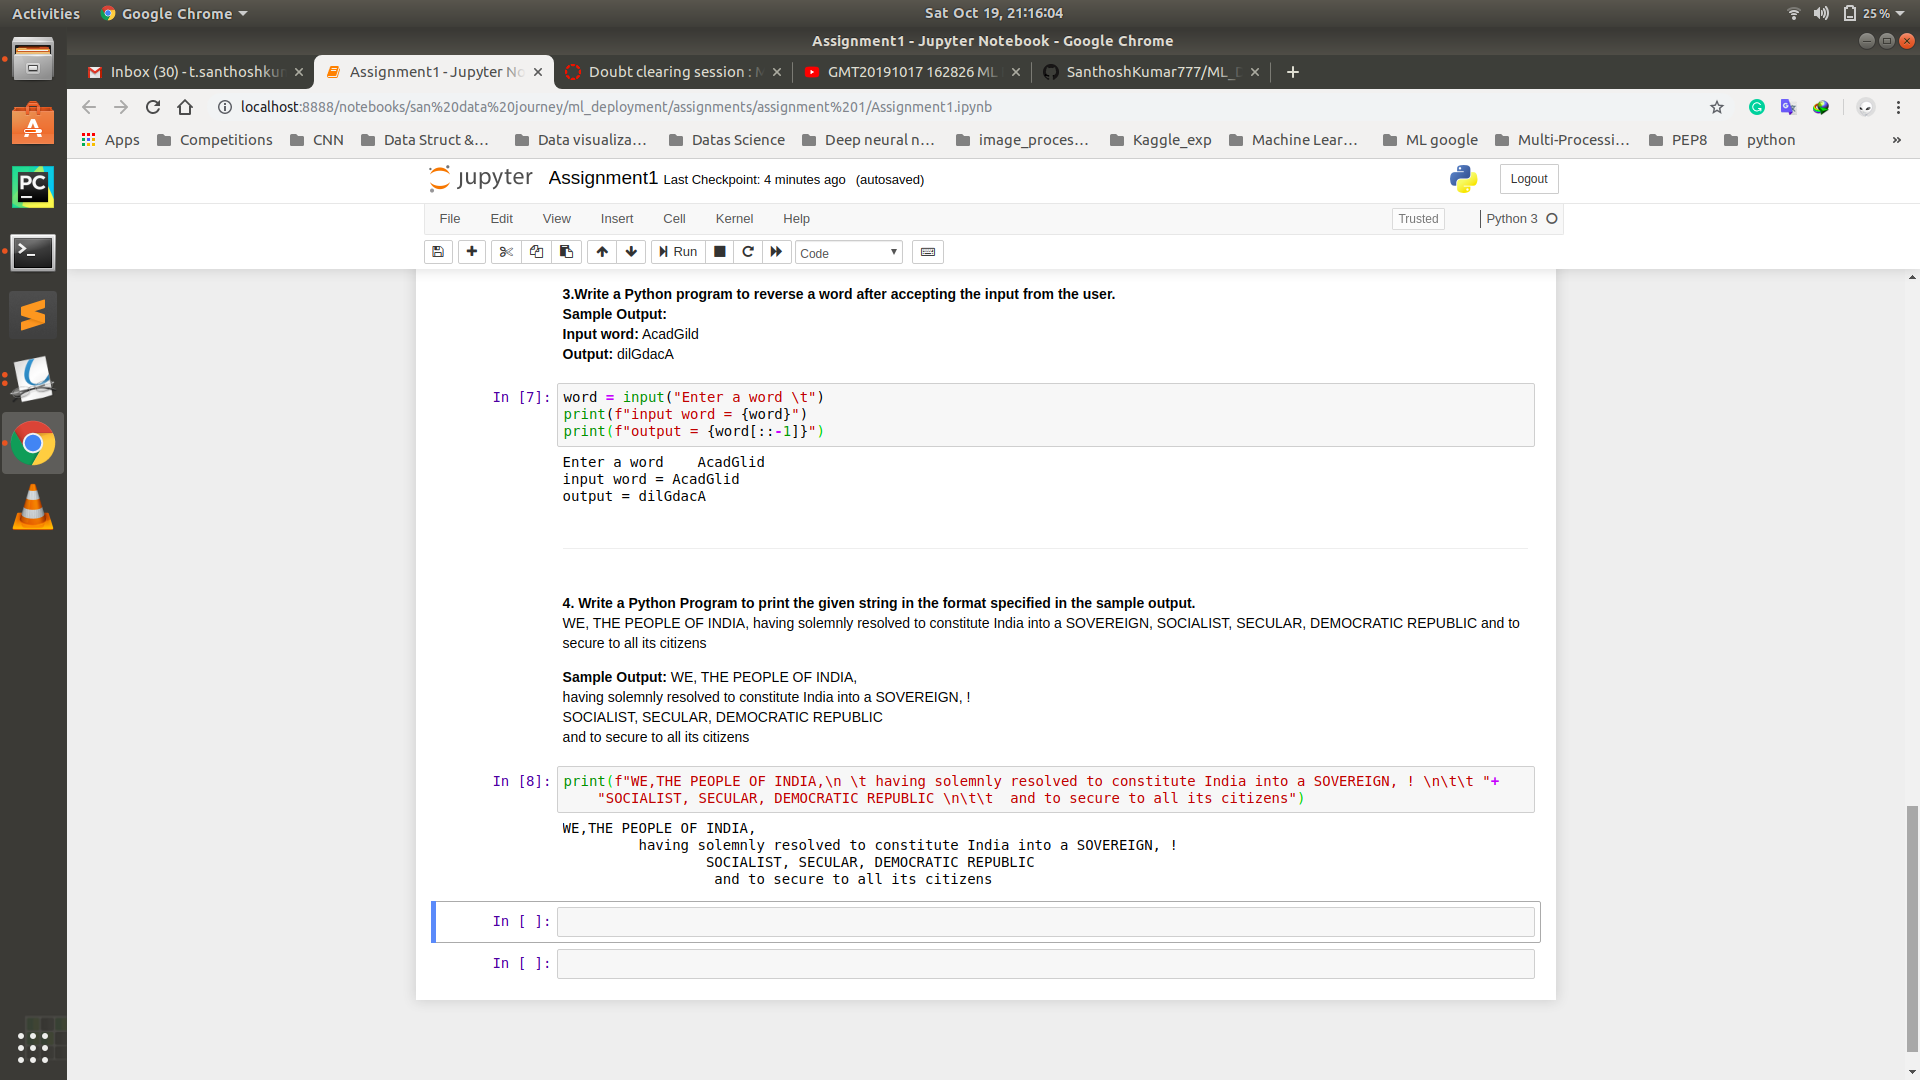 Activities Google Chrome Sat Oct 19, 21:16:04 25 %
Assignment1 - Jupyter Notebook - Google Chrome
Inbox (30) - t.santhoshkur Assignment1 - Jupyter No Doubt clearing session : M GMT20191017 162826 ML SanthoshKumar777/ML_D
localhost:8888/notebooks/san%20data%20journey/ml_deployment/assignments/assignment%201/Assignment1.ipynb
Apps Competitions CNN Data Struct &... Data visualiza... Datas Science Deep neural n... image_proces... Kaggle_exp Machine Lear... ML google Multi-Processi... PEP8 python »
jupyter Assignment1 Last Checkpoint: 4 minutes ago (autosaved) Logout
File Edit View Insert Cell Kernel Help Trusted Python 3
Run Code
3.Write a Python program to reverse a word after accepting the input from the user.
Sample Output:
Input word: AcadGild
Output: dilGdacA
In [7]: word = input("Enter a word \t")
print(f"input word = {word}")
print(f"output = {word[::-1]}")
Enter a word AcadGlid
input word = AcadGlid
output = dilGdacA
4. Write a Python Program to print the given string in the format specified in the sample output.
WE, THE PEOPLE OF INDIA, having solemnly resolved to constitute India into a SOVEREIGN, SOCIALIST, SECULAR, DEMOCRATIC REPUBLIC and to
secure to all its citizens
Sample Output: WE, THE PEOPLE OF INDIA,
having solemnly resolved to constitute India into a SOVEREIGN, !
SOCIALIST, SECULAR, DEMOCRATIC REPUBLIC
and to secure to all its citizens
In [8]: print(f"WE,THE PEOPLE OF INDIA,\n \t having solemnly resolved to constitute India into a SOVEREIGN, ! \n\t\t "+
"SOCIALIST, SECULAR, DEMOCRATIC REPUBLIC \n\t\t  and to secure to all its citizens")
WE,THE PEOPLE OF INDIA,
having solemnly resolved to constitute India into a SOVEREIGN, !
SOCIALIST, SECULAR, DEMOCRATIC REPUBLIC
and to secure to all its citizens
In [ ]:
In [ ]: